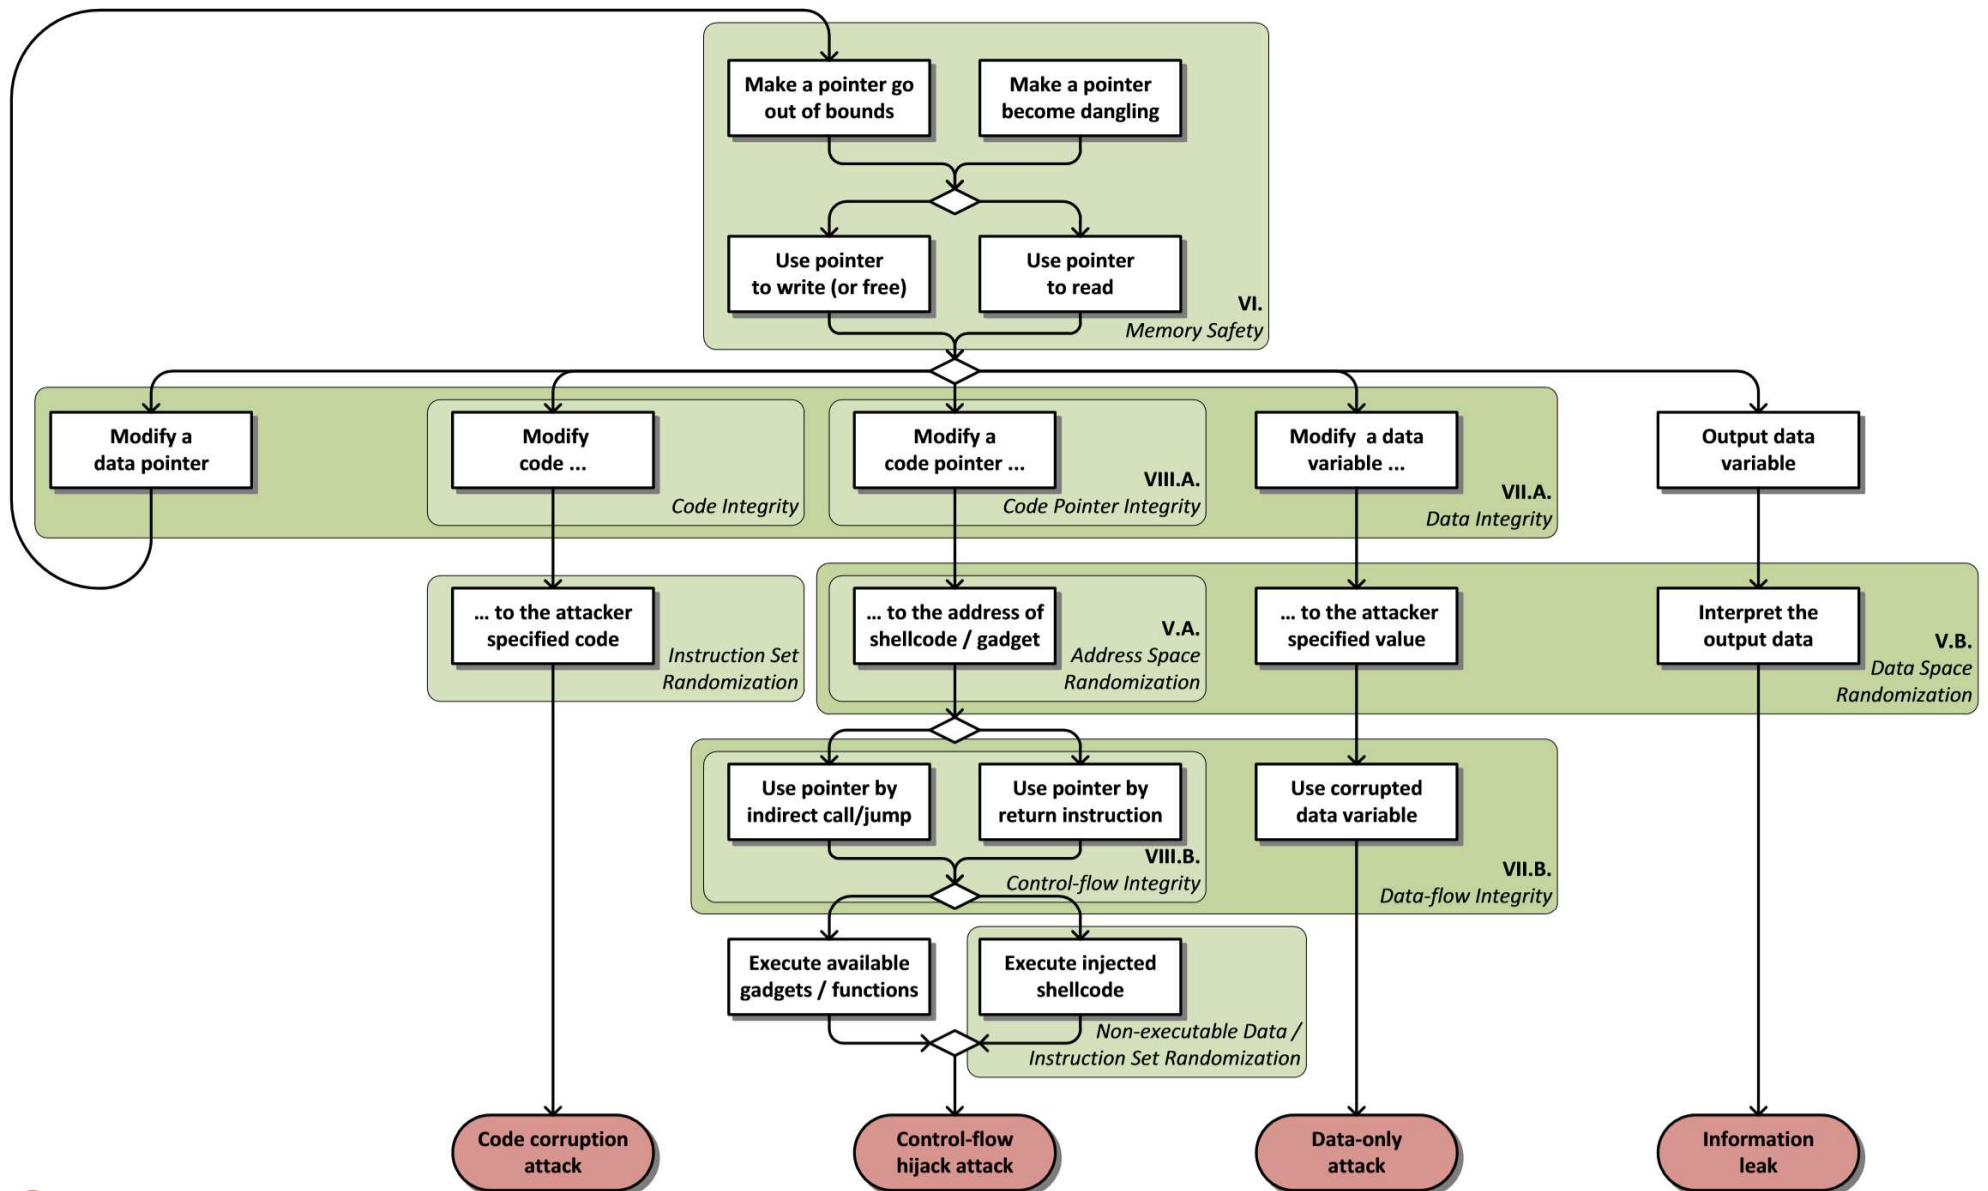 Make a pointer go
out of bounds
Make a pointer
become dangling
Use pointer
to write (or free)
Use pointer
to read
VI.
Memory Safety
Modify a
data pointer
Modify
code ...
Code Integrity
Modify a
code pointer ...
VIII.A.
Code Pointer Integrity
Modify a data
variable ...
VII.A.
Data Integrity
Output data
variable
... to the attacker
specified code
Instruction Set
Randomization
... to the address of
shellcode / gadget
V.A.
Address Space
Randomization
... to the attacker
specified value
Interpret the
output data
V.B.
Data Space
Randomization
Use pointer by
indirect call/jump
Use pointer by
return instruction
VIII.B.
Control-flow Integrity
Use corrupted
data variable
VII.B.
Data-flow Integrity
Execute available
gadgets / functions
Execute injected
shellcode
Non-executable Data /
Instruction Set Randomization
Code corruption
attack
Control-flow
hijack attack
Data-only
attack
Information
leak